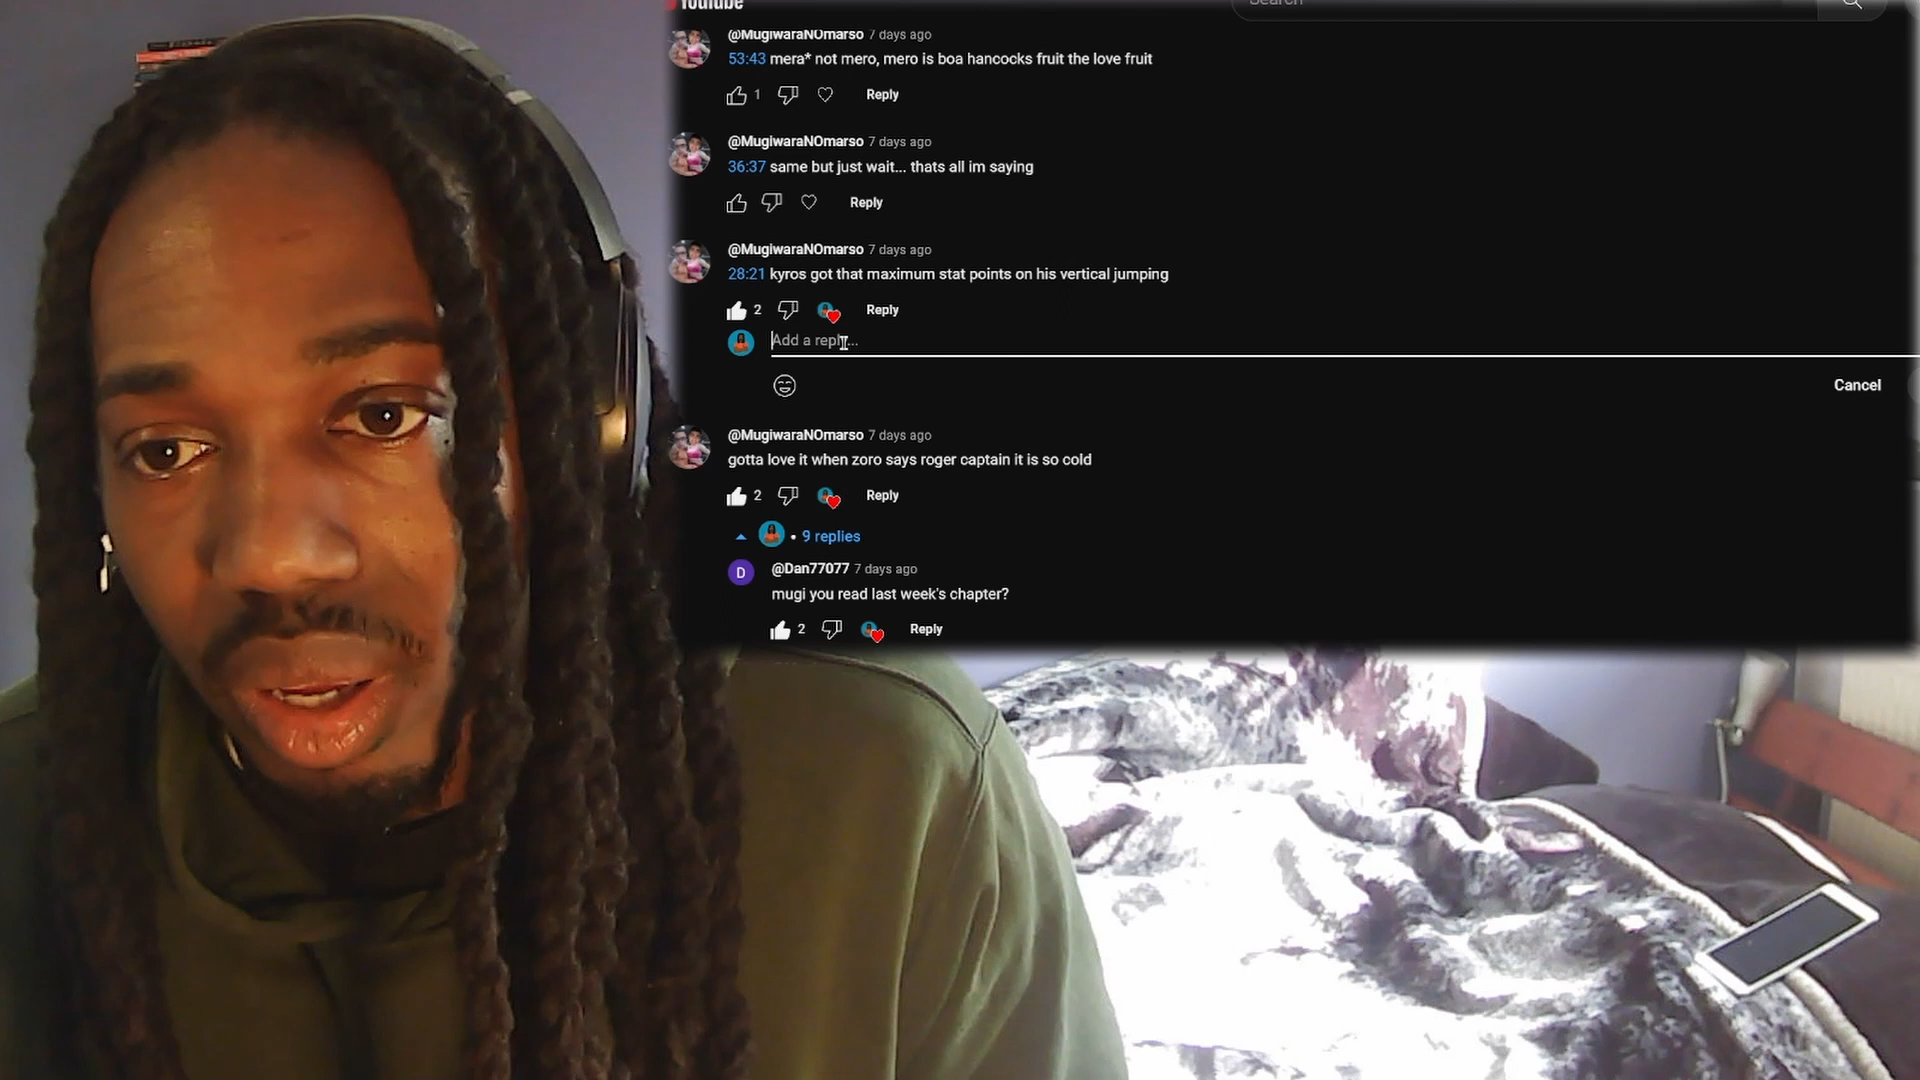 YouTube
Search
@MugiwaraNOmarso 7 days ago
53:43 mera* not mero, mero is boa hancocks fruit the love fruit
1 Reply
@MugiwaraNOmarso 7 days ago
36:37 same but just wait... thats all im saying
Reply
@MugiwaraNOmarso 7 days ago
28:21 kyros got that maximum stat points on his vertical jumping
2 Reply
Add a reply...
Cancel
@MugiwaraNOmarso 7 days ago
gotta love it when zoro says roger captain it is so cold
2 Reply
• 9 replies
D @Dan77077 7 days ago
mugi you read last week's chapter?
2 Reply